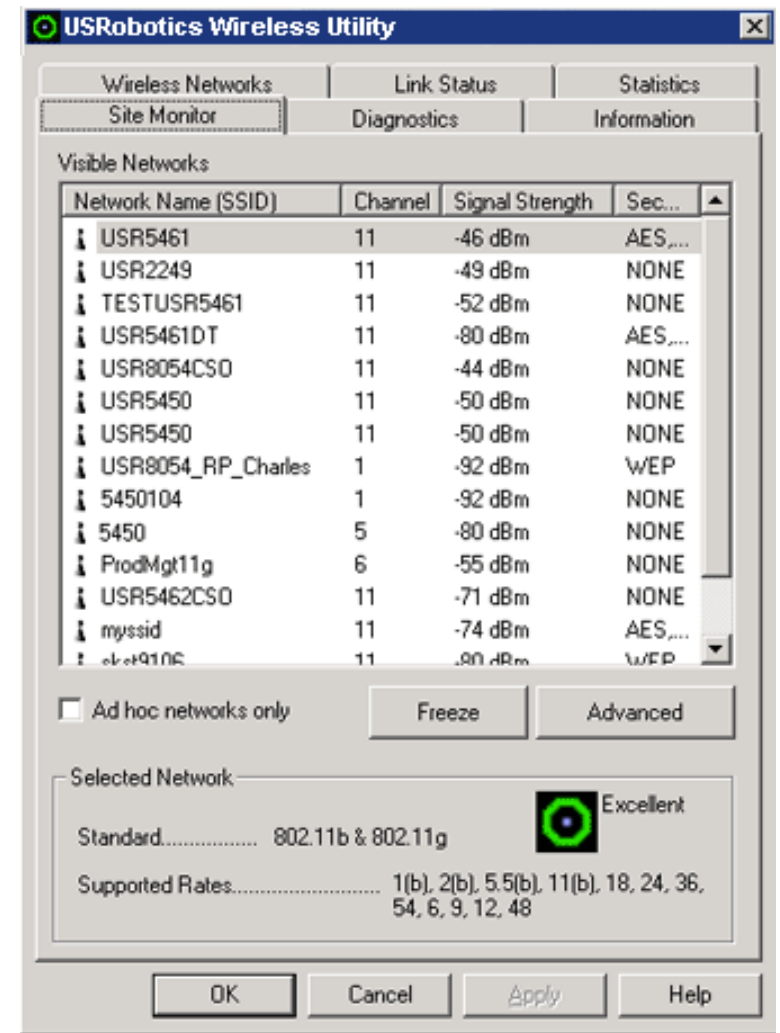 USRobotics Wireless Utility
Wireless Networks Link Status Statistics
Site Monitor Diagnostics Information
Visible Networks
Network Name (SSID) Channel Signal Strength Sec...
USR5461 11 -46 dBm AES,...
USR2249 11 -49 dBm NONE
TESTUSR5461 11 -52 dBm NONE
USR5461DT 11 -80 dBm AES,...
USR8054CSO 11 -44 dBm NONE
USR5450 11 -50 dBm NONE
USR5450 11 -50 dBm NONE
USR8054_RP_Charles 1 -92 dBm WEP
5450104 1 -92 dBm NONE
5450 5 -80 dBm NONE
ProdMgt11g 6 -55 dBm NONE
USR5462CSO 11 -71 dBm NONE
myssid 11 -74 dBm AES,...
11 -80 dBm WEP
Ad hoc networks only Freeze Advanced
Selected Network
Excellent
Standard.................. 802.11b & 802.11g
Supported Rates............................ 1(b), 2(b), 5.5(b), 11(b), 18, 24, 36,
54, 6, 9, 12, 48
OK Cancel Apply Help